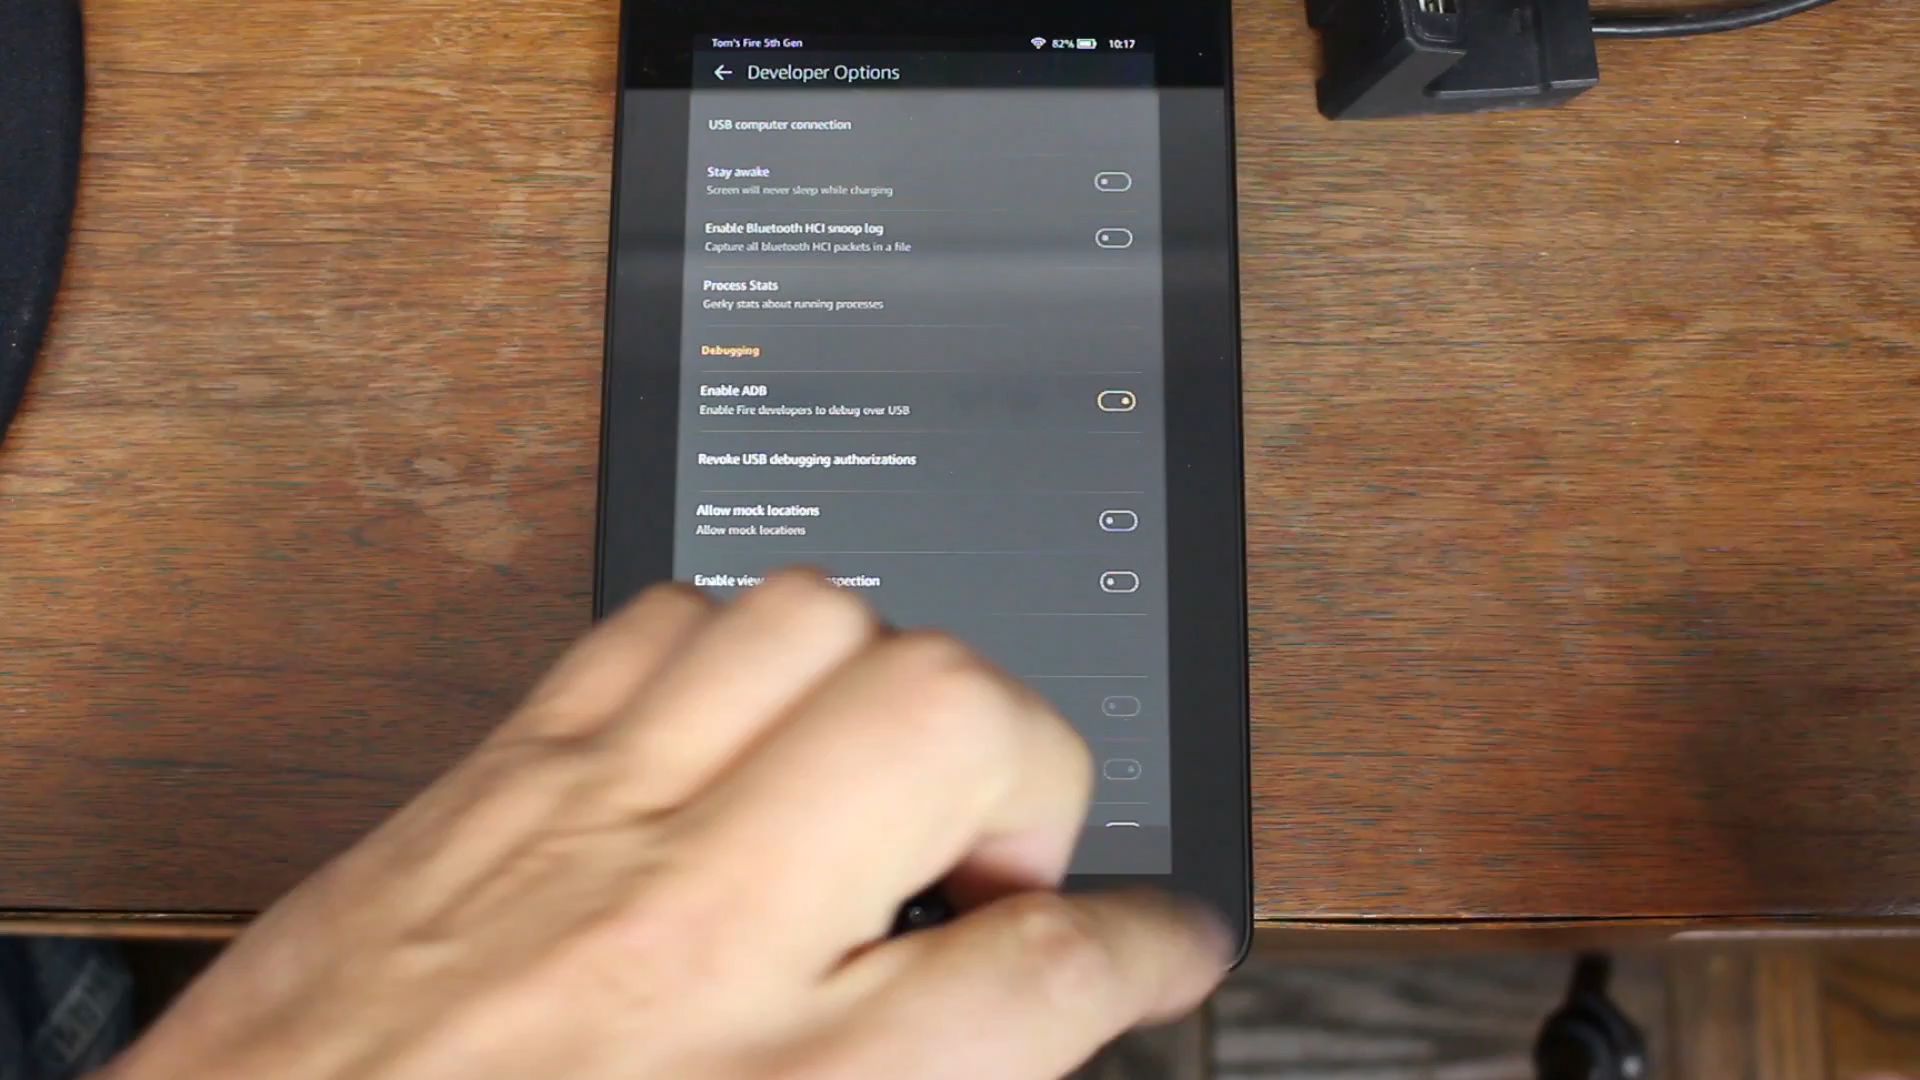 Tom's Fire 5th Gen 82% 10:17
Developer Options
USB computer connection
Stay awake
Screen will never sleep while charging
Enable Bluetooth HCI snoop log
Capture all bluetooth HCI packets in a file
Process Stats
Geeky stats about running processes
Debugging
Enable ADB
Enable Fire developers to debug over USB
Revoke USB debugging authorizations
Allow mock locations
Allow mock locations
Enable